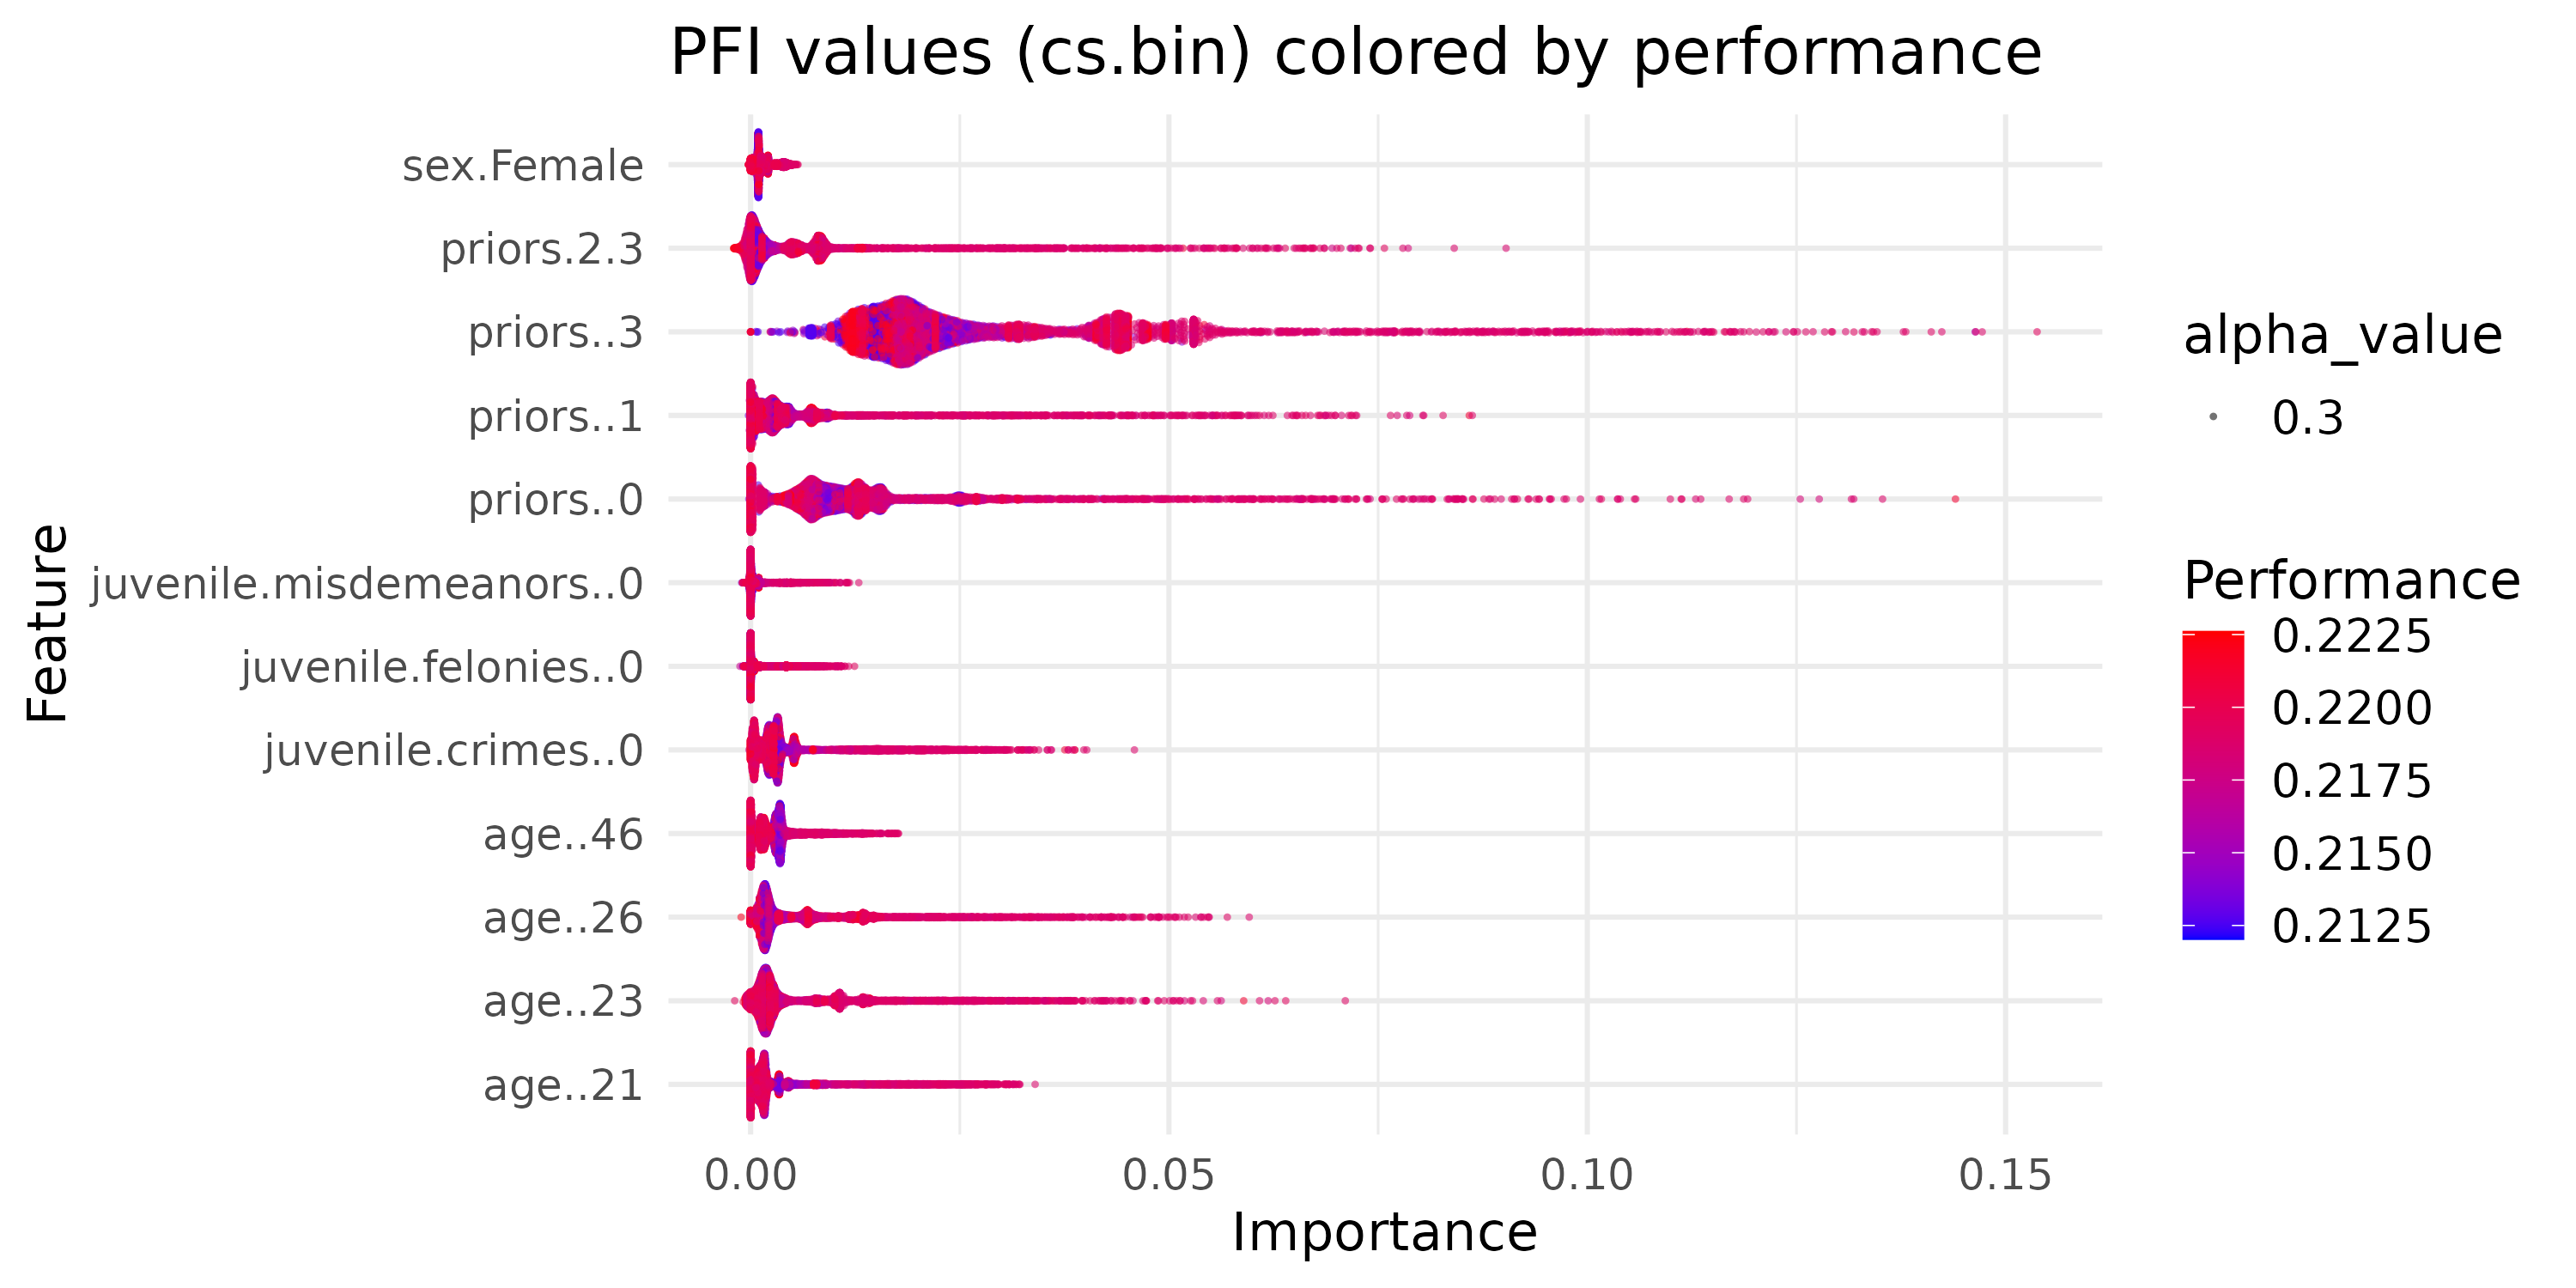 PFI values (cs.bin) colored by performance
Feature
sex.Female
priors.2.3
priors..3
priors..1
priors..0
juvenile.misdemeanors..0
juvenile.felonies..0
juvenile.crimes..0
age..46
age..26
age..23
age..21
0.00 0.05 0.10 0.15
Importance
alpha_value
0.3
Performance
0.2225
0.2200
0.2175
0.2150
0.2125